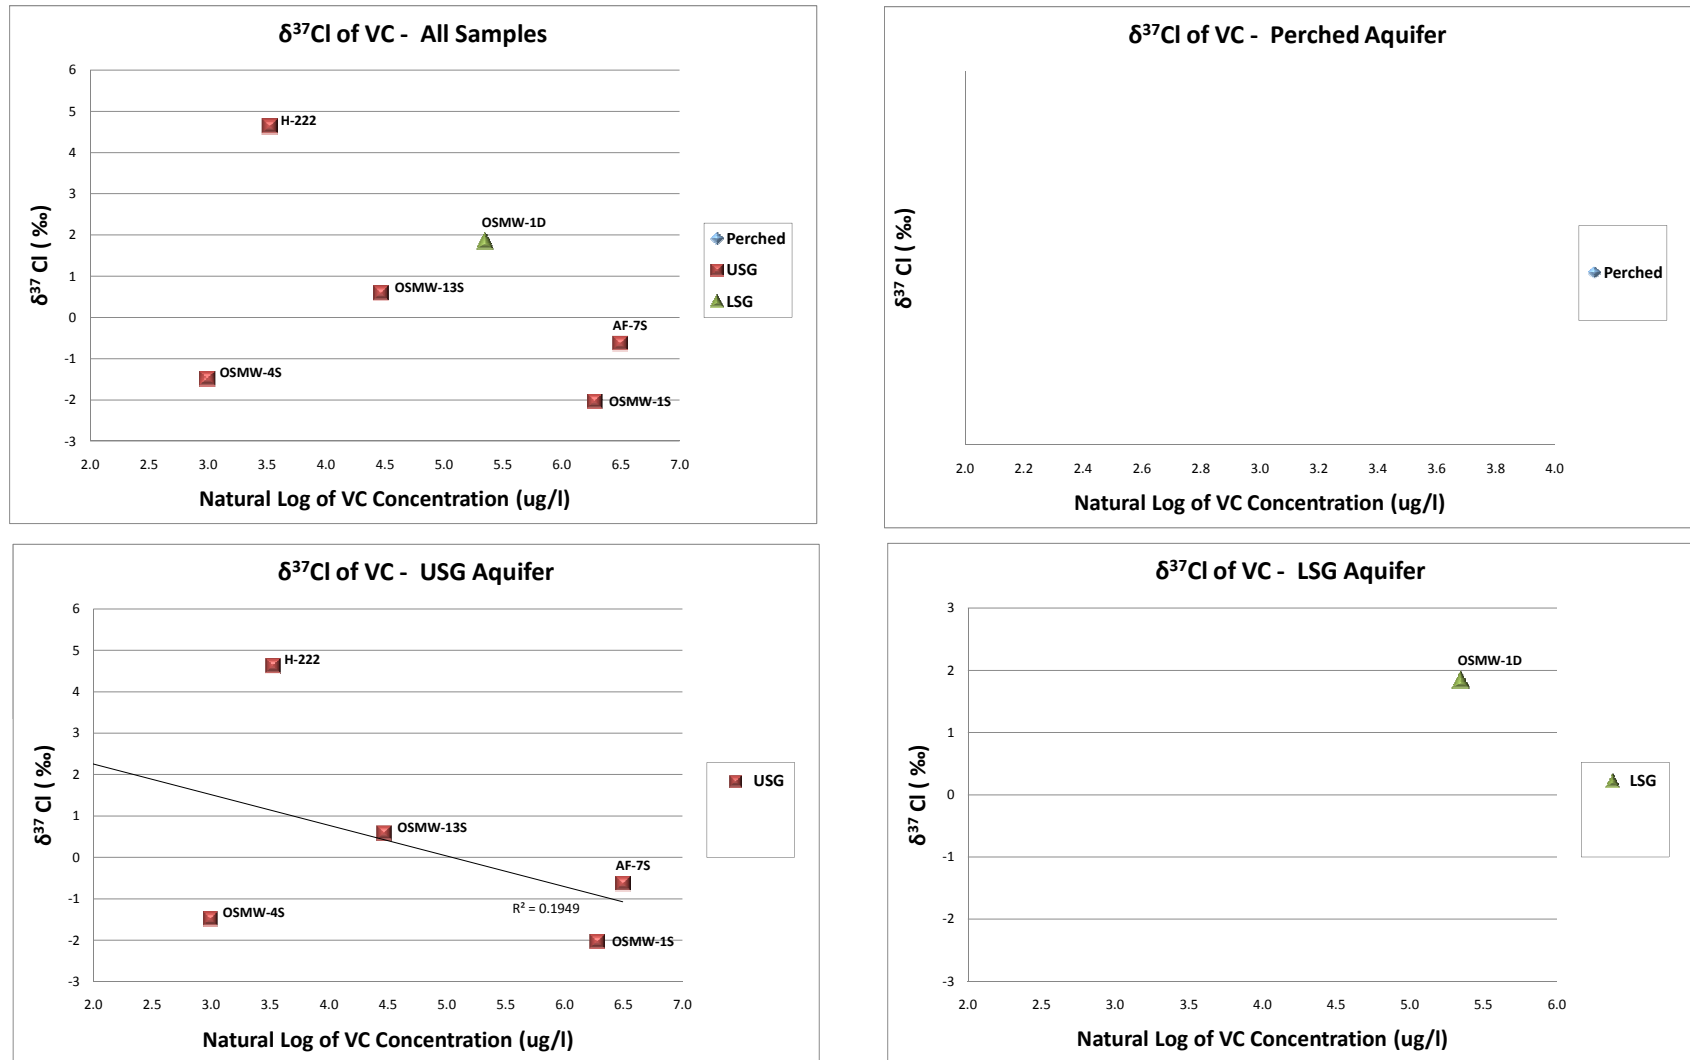 δ³⁷Cl of VC - All Samples
6
5
4
3
2
1
0
-1
-2
-3
δ³⁷ Cl ( ‰)
H-222
OSMW-1D
OSMW-13S
AF-7S
OSMW-4S
OSMW-1S
Perched
USG
LSG
2.0 2.5 3.0 3.5 4.0 4.5 5.0 5.5 6.0 6.5 7.0
Natural Log of VC Concentration (ug/l)
δ³⁷Cl of VC - Perched Aquifer
δ³⁷ Cl ( ‰)
Perched
2.0 2.2 2.4 2.6 2.8 3.0 3.2 3.4 3.6 3.8 4.0
Natural Log of VC Concentration (ug/l)
δ³⁷Cl of VC - USG Aquifer
6
5
4
3
2
1
0
-1
-2
-3
δ³⁷ Cl ( ‰)
H-222
OSMW-13S
AF-7S
R² = 0.1949
OSMW-4S
OSMW-1S
USG
2.0 2.5 3.0 3.5 4.0 4.5 5.0 5.5 6.0 6.5 7.0
Natural Log of VC Concentration (ug/l)
δ³⁷Cl of VC - LSG Aquifer
3
2
1
0
-1
-2
-3
δ³⁷ Cl ( ‰)
OSMW-1D
LSG
2.0 2.5 3.0 3.5 4.0 4.5 5.0 5.5 6.0
Natural Log of VC Concentration (ug/l)